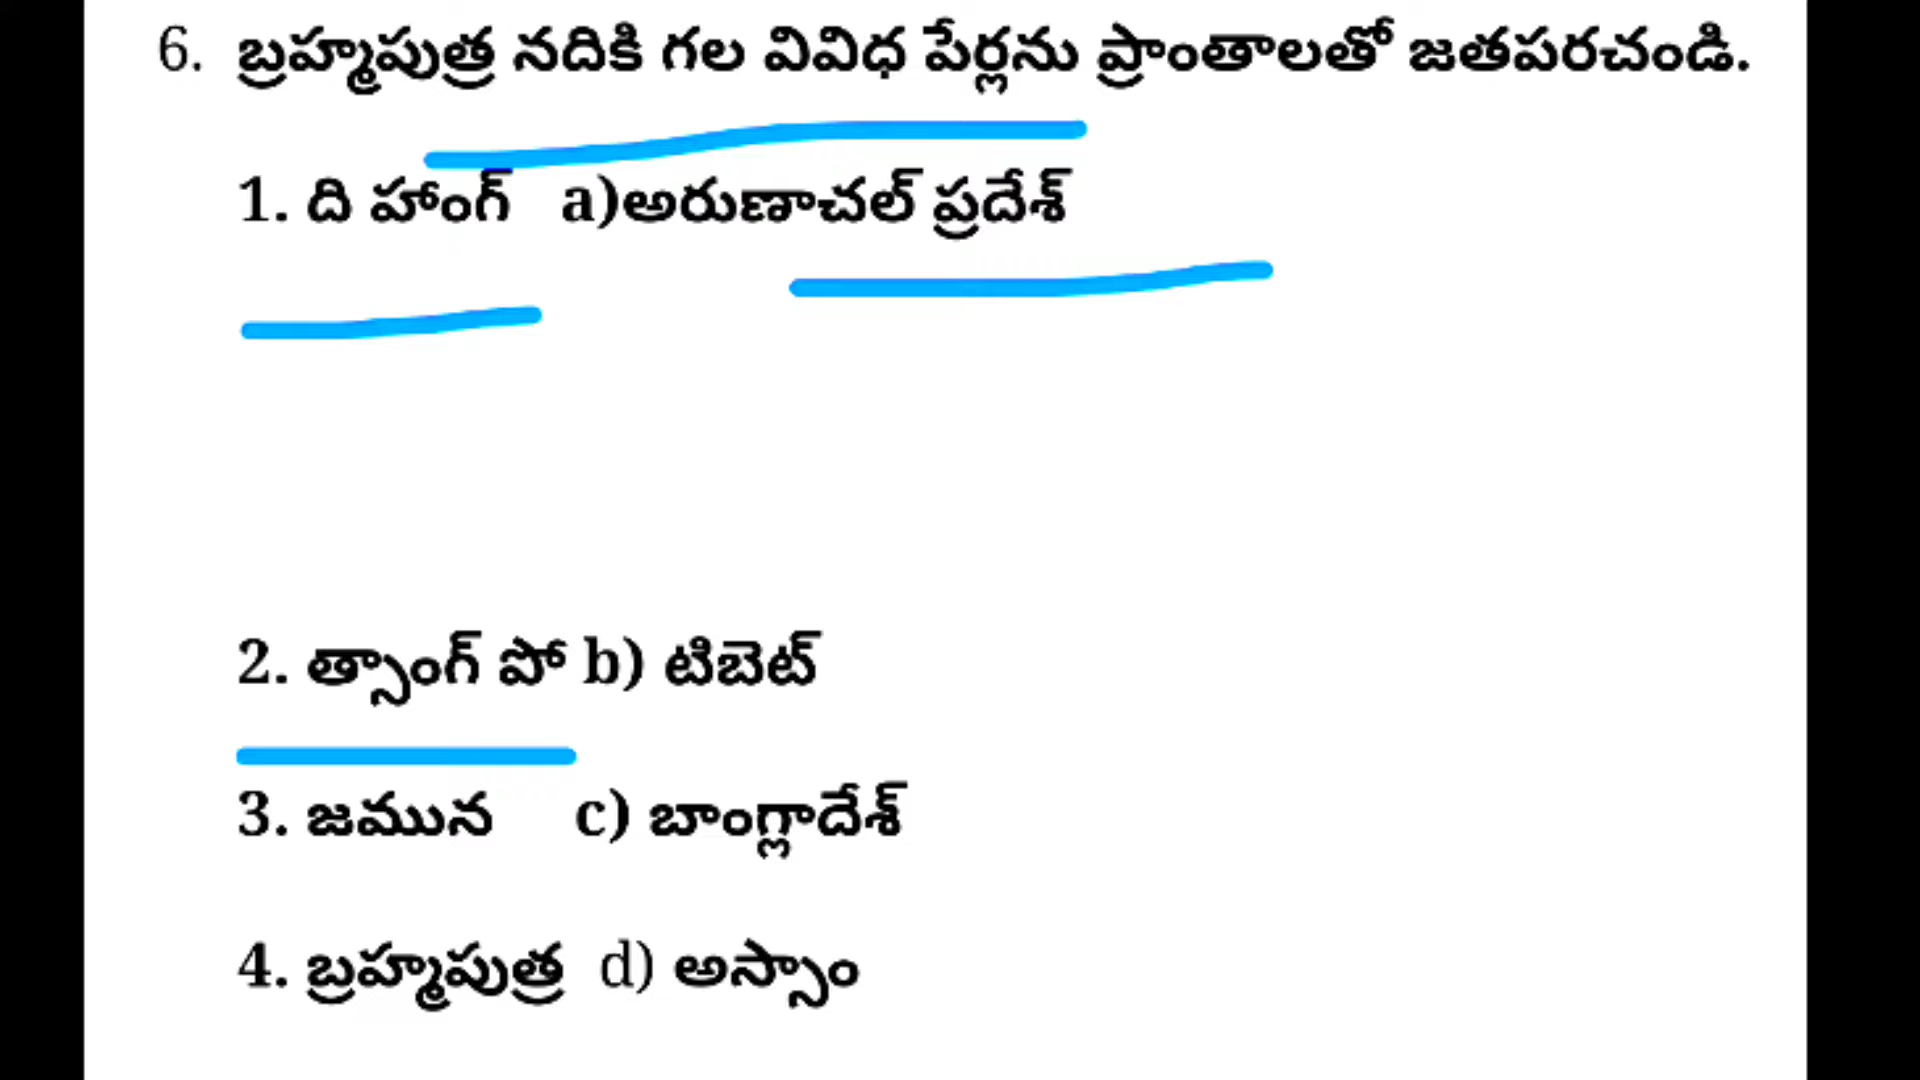 6. బ్రహ్మపుత్ర నదికి గల వివిధ పేర్లను ప్రాంతాలతో జతపరచండి.
1. ది హాంగ్ a)అరుణాచల్ ప్రదేశ్
2. త్సాంగ్ పో b) టిబెట్
3. జమున c) బాంగ్లాదేశ్
4. బ్రహ్మపుత్ర d) అస్సాం